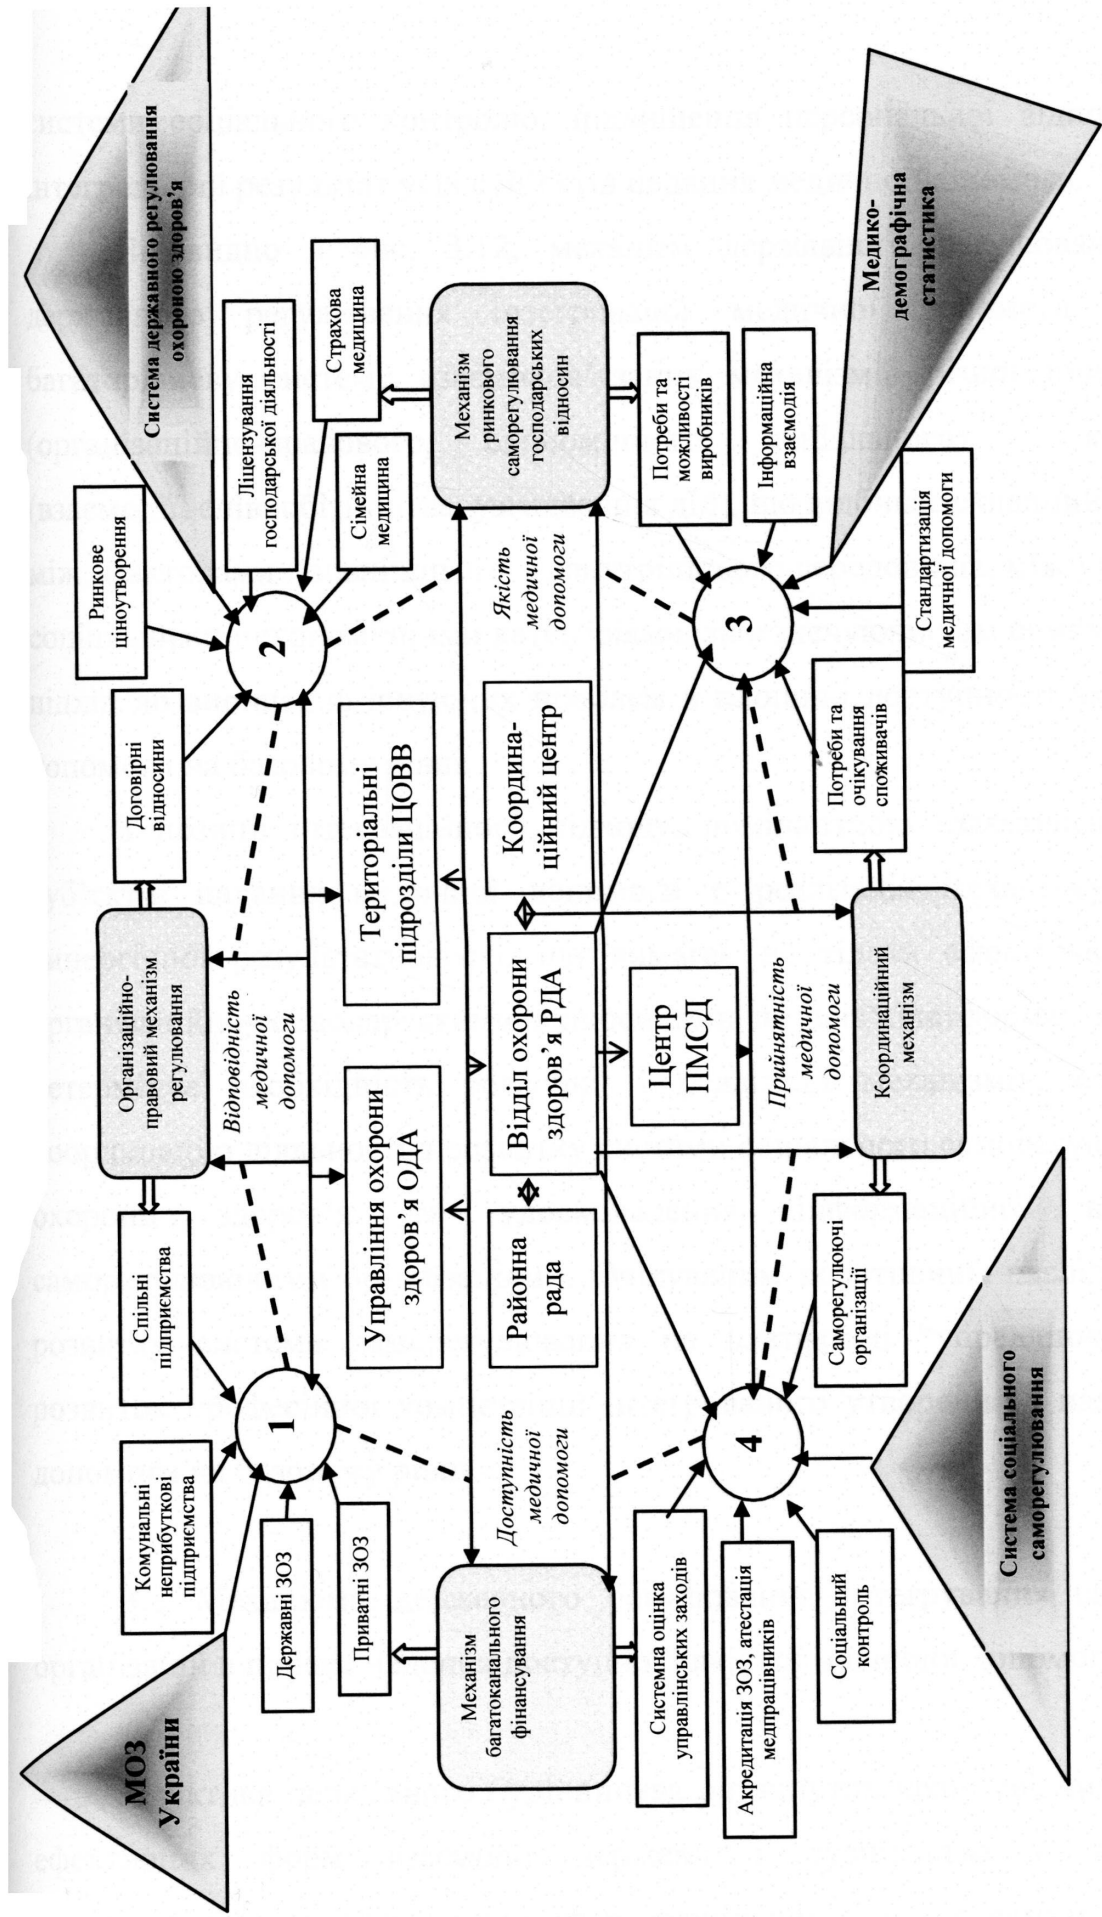 МОЗ
України
Система державного регулювання
охороною здоров'я
Комунальні
неприбуткові
підприємства
Спільні
підприємства
Організаційно-
правовий механізм
регулювання
Договірні
відносини
Ринкове
ціноутворення
Ліцензування
господарської діяльності
Страхова
медицина
Сімейна
медицина
Державні ЗОЗ
Приватні ЗОЗ
1
2
Відповідність
медичної
допомоги
Управління охорони
здоров'я ОДА
Територіальні
підрозділи ЦОВВ
Механізм
багатоканального
фінансування
Доступність
медичної
допомоги
Районна
рада
Відділ охорони
здоров'я РДА
Координа-
ційний центр
Якість
медичної
допомоги
Механізм
ринкового
саморегулювання
господарських
відносин
Центр
ПМСД
Системна оцінка
управлінських заходів
Акредитація ЗОЗ, атестація
медпрацівників
Соціальний
контроль
4
3
Прийнятність
медичної
допомоги
Саморегулюючі
організації
Координаційний
механізм
Потреби та
очікування
споживачів
Стандартизація
медичної допомоги
Потреби та
можливості
виробників
Інформаційна
взаємодія
Медико-
демографічна
статистика
Система соціального
саморегулювання